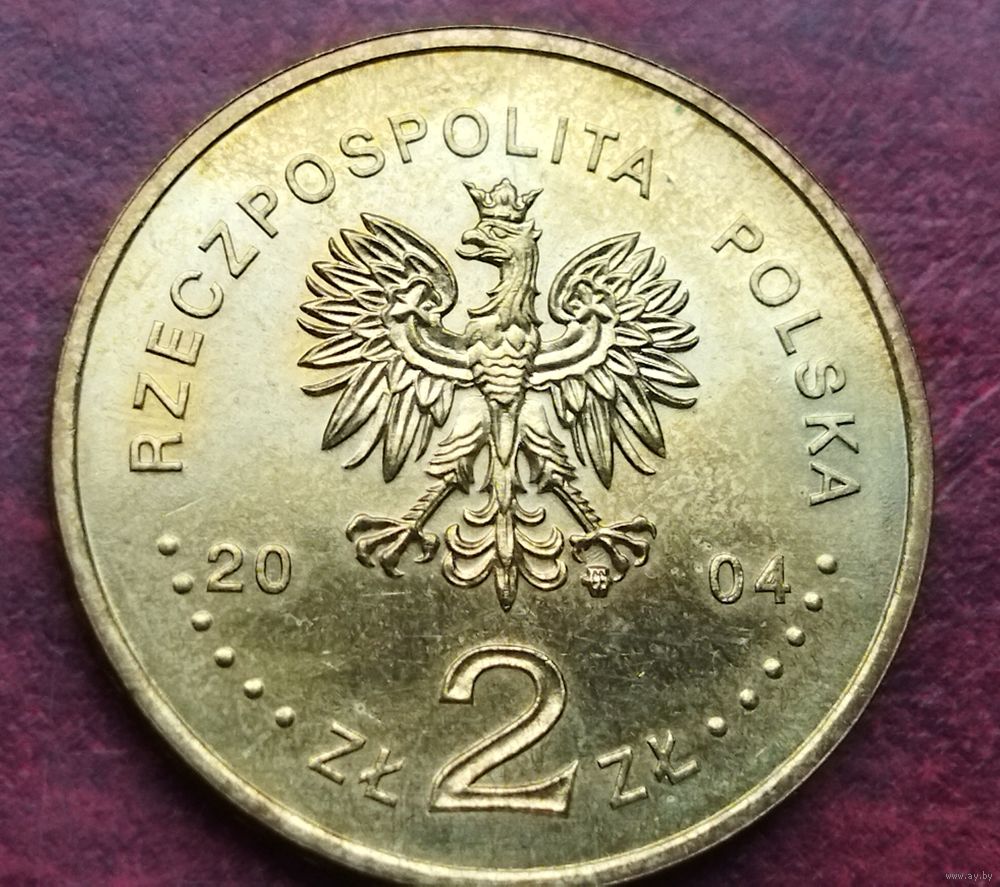 RZECZPOSPOLITA POLSKA
20 04
ZŁ 2 ZŁ
www.ay.by